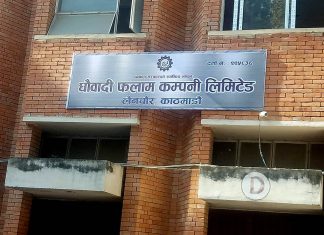 धौवादी फलाम कम्पनी लिमिटेड
लैनचौर काठमाडौं
D